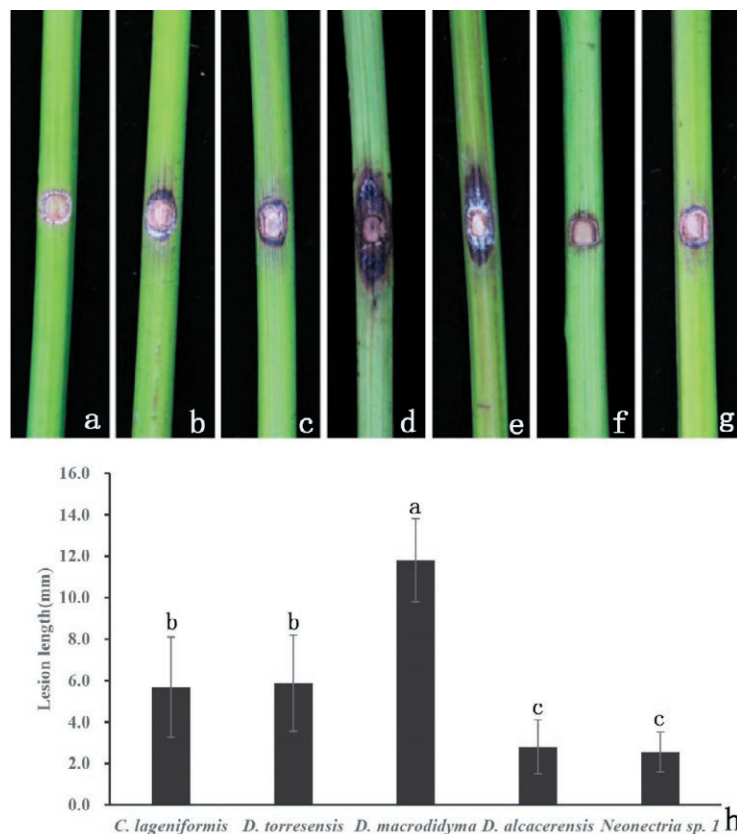 a b c d e f g
16.0
14.0
12.0
10.0
8.0
6.0
4.0
2.0
0.0
Lesion length(mm)
b
b
a
c
c
C. lageniformis
D. torresensis
D. macrodidyma
D. alcacerensis
Neonectria sp. 1
h